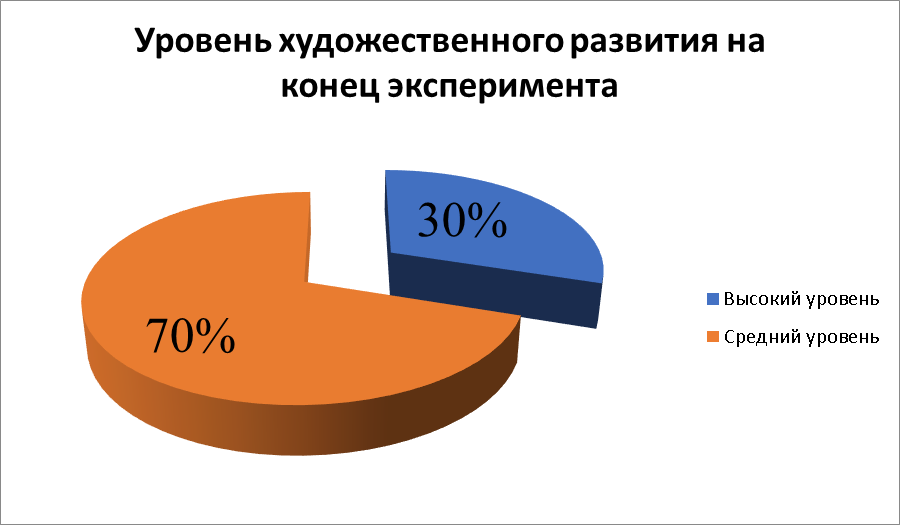 Уровень художественного развития на
конец эксперимента
30%
70%
Высокий уровень
Средний уровень